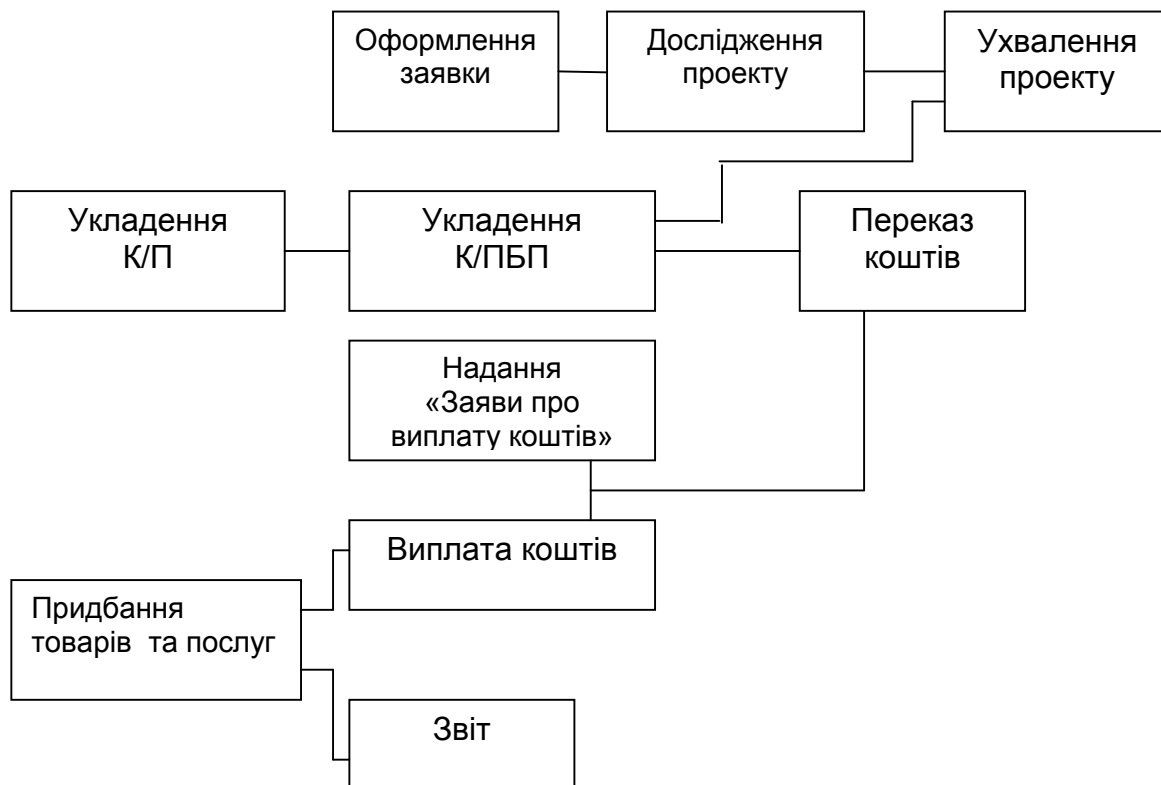 Оформлення
заявки
Дослідження
проекту
Ухвалення
проекту
Укладення
К/П
Укладення
К/ПБП
Переказ
коштів
Надання
«Заяви про
виплату коштів»
Виплата коштів
Придбання
товарів та послуг
Звіт